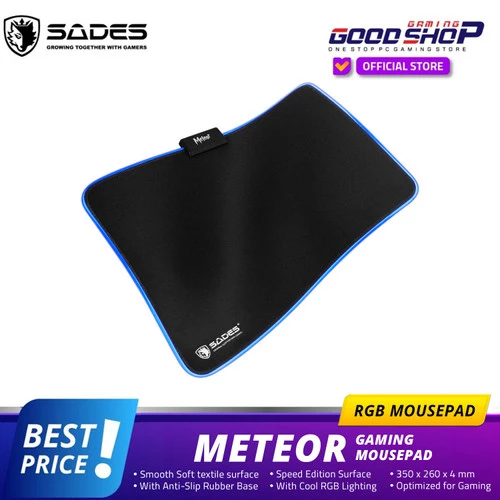 SADES
GROWING TOGETHER WITH GAMERS
GAMING
GOODSHOP
ONE STOP PC GAMING STORE
OFFICIAL STORE
Meteor
SADES
RGB MOUSEPAD
BEST
PRICE!
METEOR
GAMING
MOUSEPAD
• Smooth Soft textile surface
• With Anti-Slip Rubber Base
• Speed Edition Surface
• With Cool RGB Lighting
• 350 x 260 x 4 mm
• Optimized for Gaming